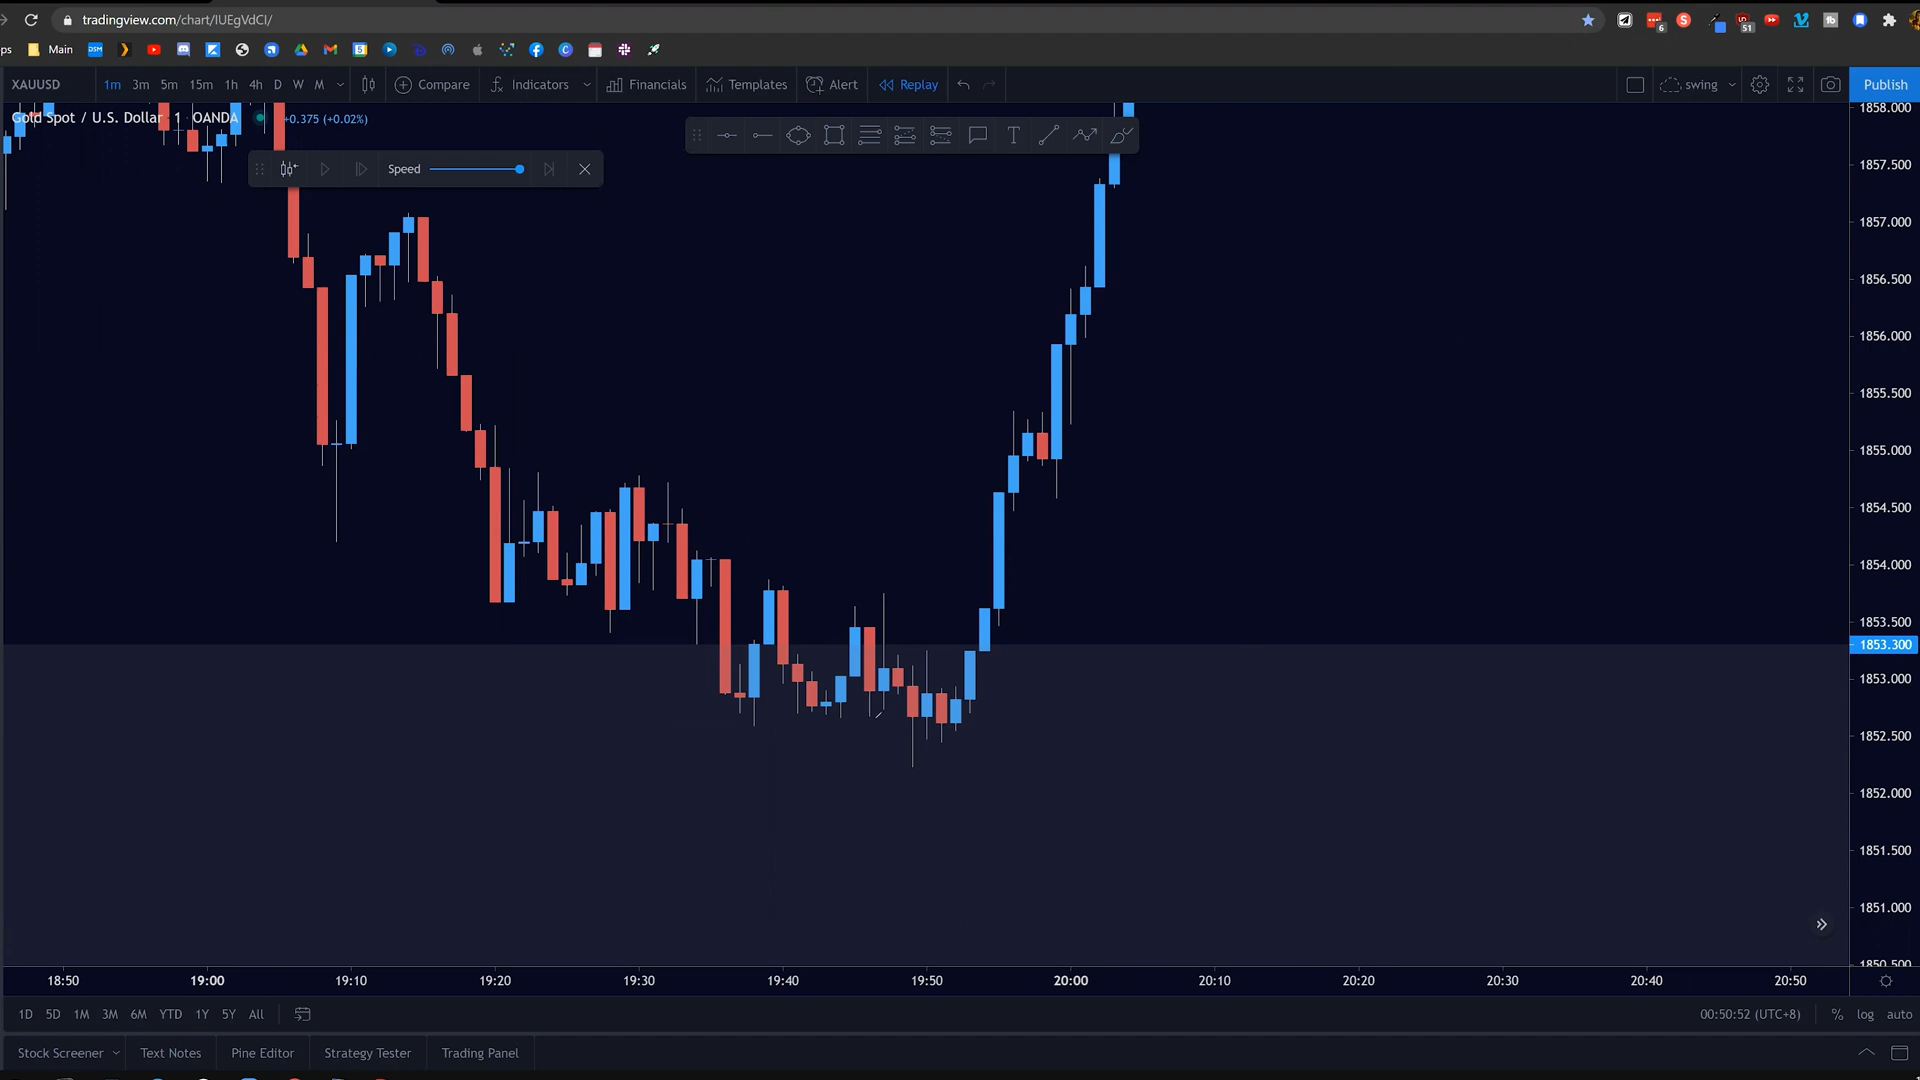 tradingview.com/chart/IUEgVdCI/
ps Main
6 51
XAUUSD 1m 3m 5m 15m 1h 4h D W M Compare Indicators Financials Templates Alert Replay swing Publish
Gold Spot / U.S. Dollar 1 OANDA +0.375 (+0.02%)
Speed
1858.000
1857.500
1857.000
1856.500
1856.000
1855.500
1855.000
1854.500
1854.000
1853.500
1853.300
1853.000
1852.500
1852.000
1851.500
1851.000
1850.500
18:50 19:00 19:10 19:20 19:30 19:40 19:50 20:00 20:10 20:20 20:30 20:40 20:50
1D 5D 1M 3M 6M YTD 1Y 5Y All 00:50:52 (UTC+8) % log auto
Stock Screener Text Notes Pine Editor Strategy Tester Trading Panel